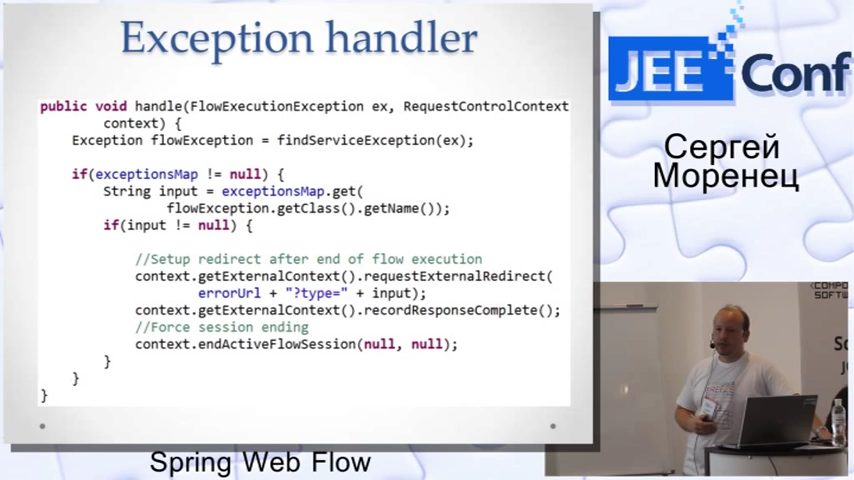 Exception handler
public void handle(FlowExecutionException ex, RequestControlContext
context) {
Exception flowException = findServiceException(ex);
if(exceptionsMap != null) {
String input = exceptionsMap.get(
flowException.getClass().getName());
if(input != null) {
//Setup redirect after end of flow execution
context.getExternalContext().requestExternalRedirect(
errorUrl + "?type=" + input);
context.getExternalContext().recordResponseComplete();
//Force session ending
context.endActiveFlowSession(null, null);
}
}
}
JEE Conf
Сергей
Моренец
Spring Web Flow